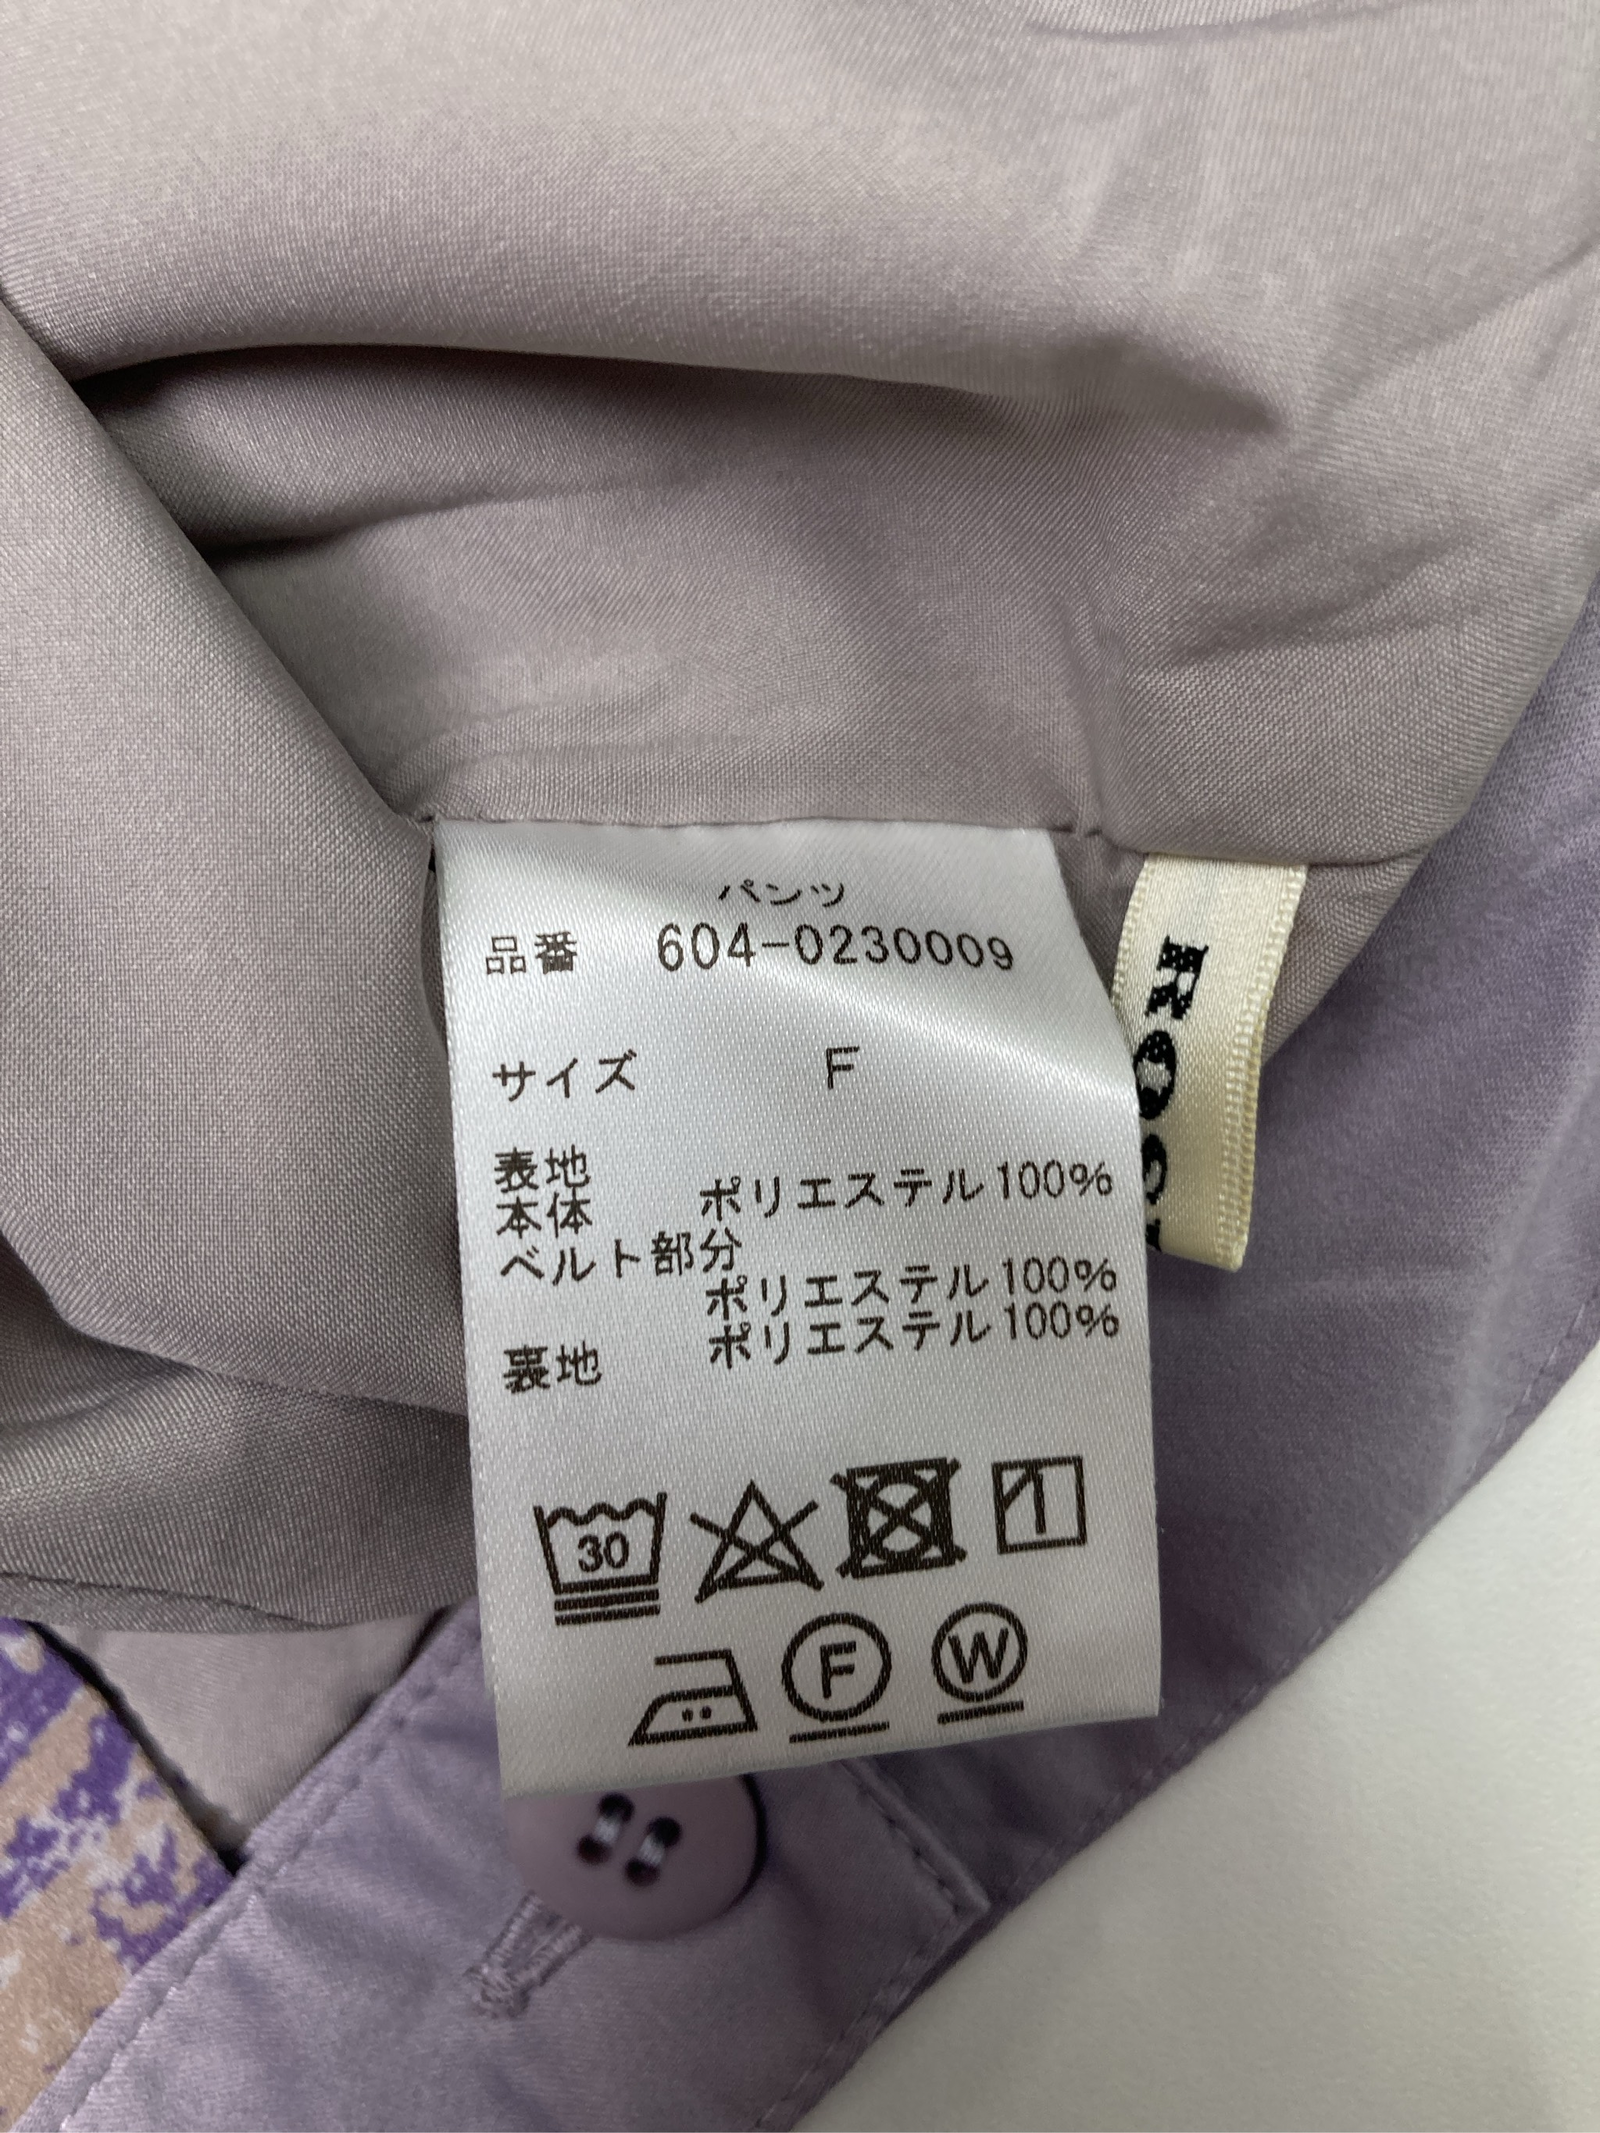 パンツ
品番 604-0230009
サイズ F
表地
本体 ポリエステル100%
ベルト部分
ポリエステル100%
裏地 ポリエステル100%
30
1
F
W